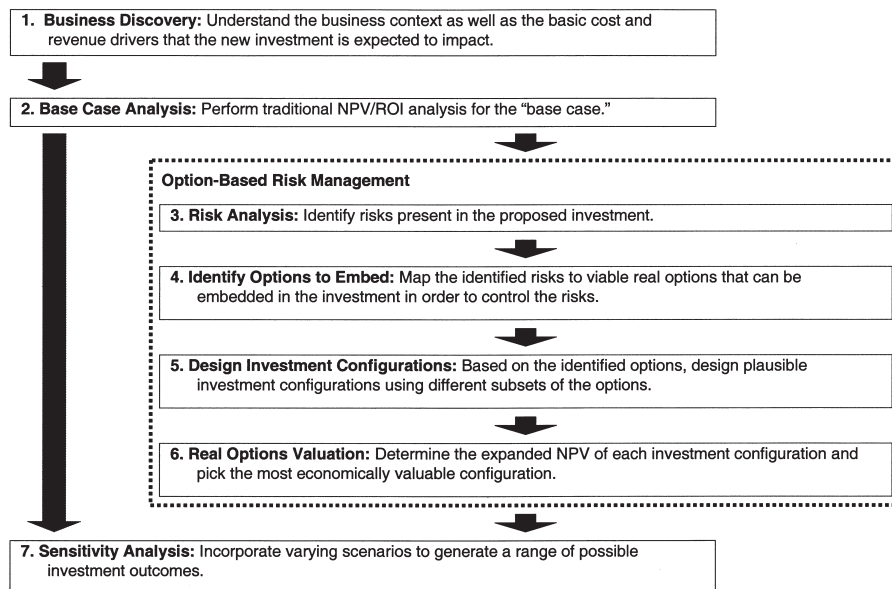 1. Business Discovery: Understand the business context as well as the basic cost and
revenue drivers that the new investment is expected to impact.
2. Base Case Analysis: Perform traditional NPV/ROI analysis for the “base case.”
Option-Based Risk Management
3. Risk Analysis: Identify risks present in the proposed investment.
4. Identify Options to Embed: Map the identified risks to viable real options that can be
embedded in the investment in order to control the risks.
5. Design Investment Configurations: Based on the identified options, design plausible
investment configurations using different subsets of the options.
6. Real Options Valuation: Determine the expanded NPV of each investment configuration and
pick the most economically valuable configuration.
7. Sensitivity Analysis: Incorporate varying scenarios to generate a range of possible
investment outcomes.